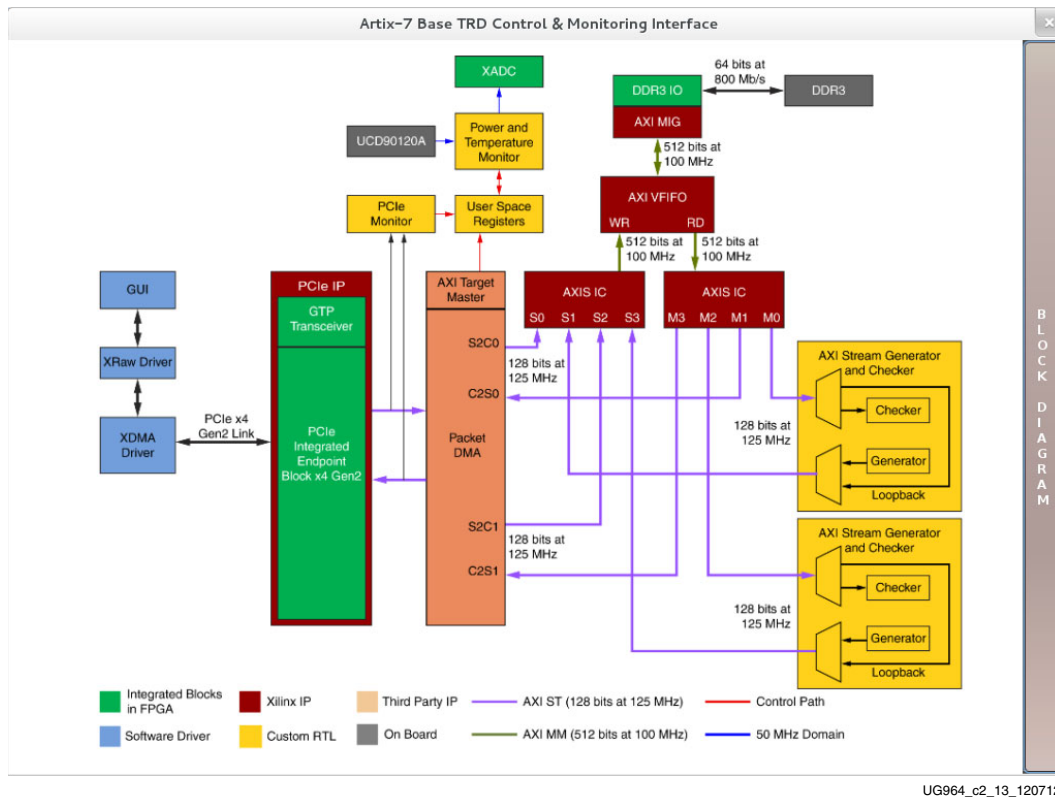 Artix-7 Base TRD Control & Monitoring Interface
x
XADC
Power and
Temperature
Monitor
UCD90120A
PCIe
Monitor
User Space
Registers
DDR3 IO
AXI MIG
64 bits at
800 Mb/s
DDR3
512 bits at
100 MHz
AXI VFIFO
WR
RD
512 bits at
100 MHz
512 bits at
100 MHz
GUI
XRaw Driver
XDMA
Driver
PCIe x4
Gen2 Link
PCIe IP
GTP
Transceiver
PCIe
Integrated
Endpoint
Block x4 Gen2
AXI Target
Master
S2C0
C2S0
Packet
DMA
S2C1
C2S1
128 bits at
125 MHz
128 bits at
125 MHz
AXIS IC
S0 S1 S2 S3
AXIS IC
M3 M2 M1 M0
AXI Stream Generator
and Checker
Checker
128 bits at
125 MHz
Generator
Loopback
AXI Stream Generator
and Checker
Checker
128 bits at
125 MHz
Generator
Loopback
BLOCK DIAGRAM
Integrated Blocks
in FPGA
Xilinx IP
Third Party IP
AXI ST (128 bits at 125 MHz)
Control Path
Software Driver
Custom RTL
On Board
AXI MM (512 bits at 100 MHz)
50 MHz Domain
UG964_c2_13_120712